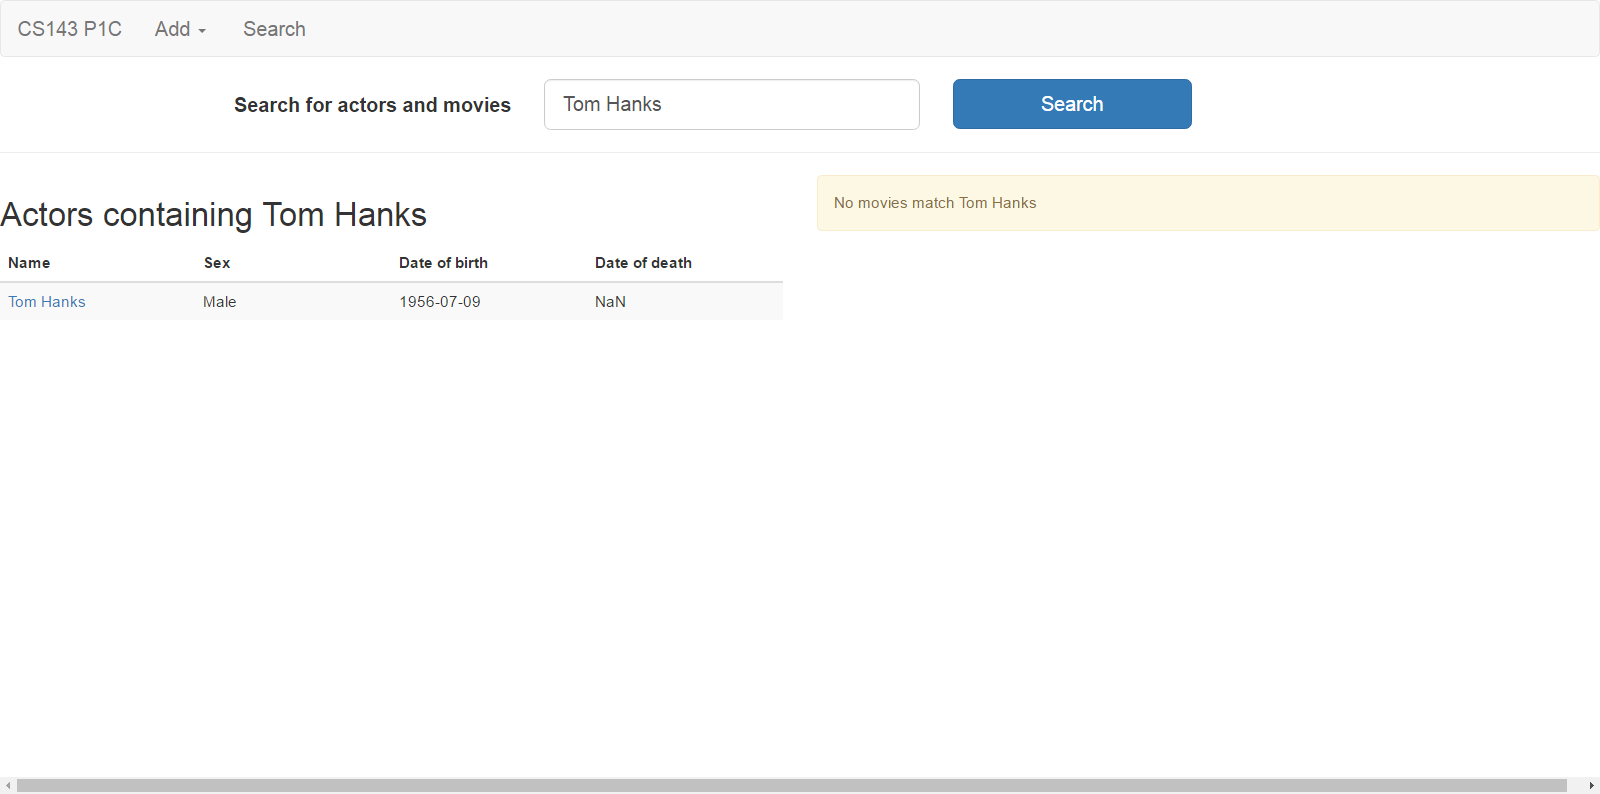 CS143 P1C Add Search
Search for actors and movies Tom Hanks Search
Actors containing Tom Hanks
Name Sex Date of birth Date of death
Tom Hanks Male 1956-07-09 NaN
No movies match Tom Hanks